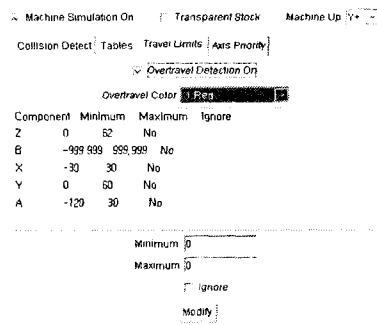 Machine Simulation On Transparent Stock Machine Up Y+
Collision Detect Tables Travel Limits Axis Priority
Overtravel Detection On
Overtravel Color 1 Red
Component Minimum Maximum Ignore
Z 0 62 No
B -999 999 999,999 No
X -30 30 No
Y 0 60 No
A -120 30 No
Minimum 0
Maximum 0
Ignore
Modify